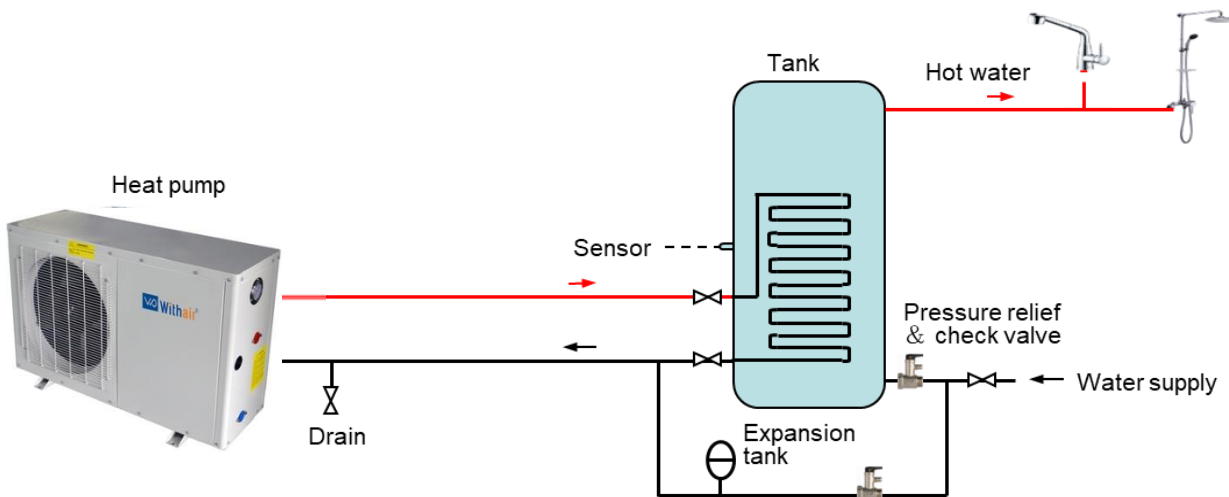 Tank
Hot water
Heat pump
Sensor
Withair
Pressure relief
& check valve
Water supply
Drain
Expansion
tank